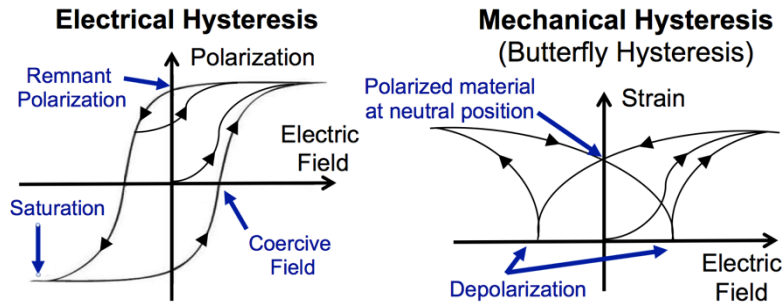 Electrical Hysteresis
Polarization
Remnant
Polarization
Electric
Field
Saturation
Coercive
Field
Mechanical Hysteresis
(Butterfly Hysteresis)
Polarized material
at neutral position
Strain
Depolarization
Electric
Field